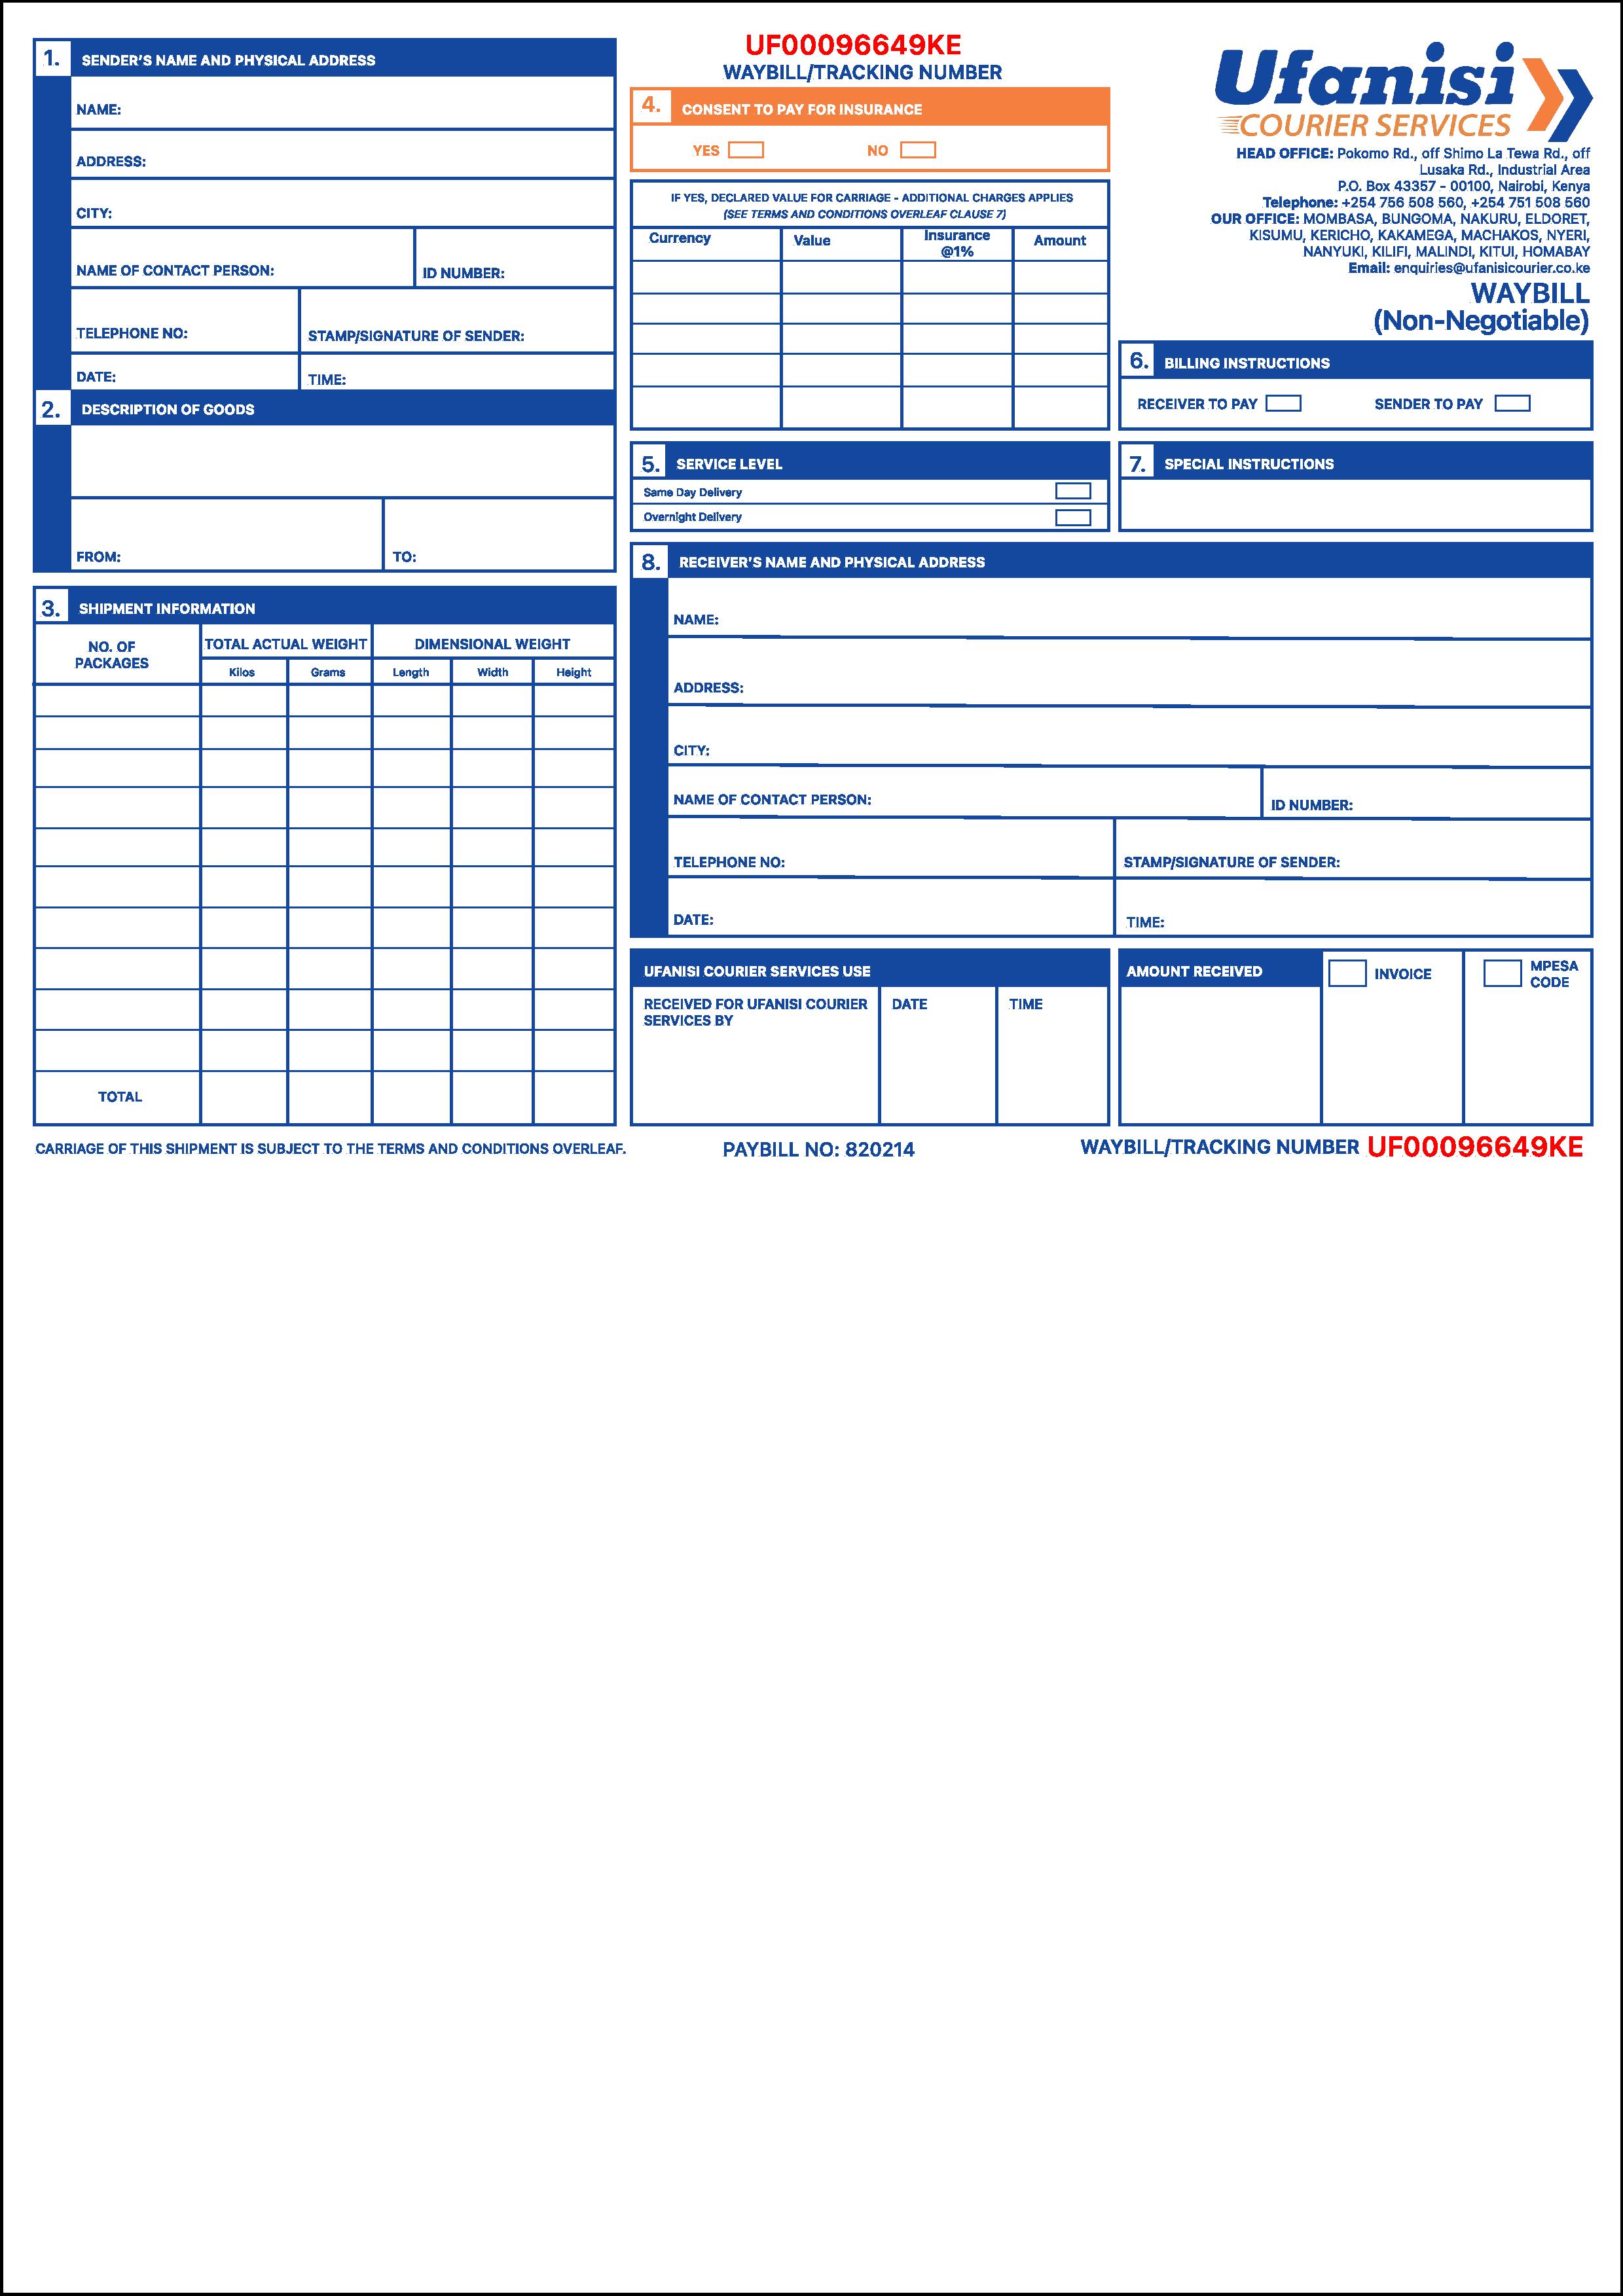 1. SENDER'S NAME AND PHYSICAL ADDRESS
NAME:
ADDRESS:
CITY:
NAME OF CONTACT PERSON:
ID NUMBER:
TELEPHONE NO:
STAMP/SIGNATURE OF SENDER:
DATE:
TIME:
2. DESCRIPTION OF GOODS
FROM:
TO:
3. SHIPMENT INFORMATION
NO. OF
PACKAGES
TOTAL ACTUAL WEIGHT
DIMENSIONAL WEIGHT
Kilos
Grams
Length
Width
Height
TOTAL
CARRIAGE OF THIS SHIPMENT IS SUBJECT TO THE TERMS AND CONDITIONS OVERLEAF.
UF00096649KE
WAYBILL/TRACKING NUMBER
4. CONSENT TO PAY FOR INSURANCE
YES
NO
IF YES, DECLARED VALUE FOR CARRIAGE - ADDITIONAL CHARGES APPLIES
(SEE TERMS AND CONDITIONS OVERLEAF CLAUSE 7)
Currency
Value
Insurance
@1%
Amount
5. SERVICE LEVEL
Same Day Delivery
Overnight Delivery
Ufanisi
COURIER SERVICES
HEAD OFFICE: Pokomo Rd., off Shimo La Tewa Rd., off
Lusaka Rd., Industrial Area
P.O. Box 43357 - 00100, Nairobi, Kenya
Telephone: +254 756 508 560, +254 751 508 560
OUR OFFICE: MOMBASA, BUNGOMA, NAKURU, ELDORET,
KISUMU, KERICHO, KAKAMEGA, MACHAKOS, NYERI,
NANYUKI, KILIFI, MALINDI, KITUI, HOMABAY
Email: enquiries@ufanisicourier.co.ke
WAYBILL
(Non-Negotiable)
6. BILLING INSTRUCTIONS
RECEIVER TO PAY
SENDER TO PAY
7. SPECIAL INSTRUCTIONS
8. RECEIVER'S NAME AND PHYSICAL ADDRESS
NAME:
ADDRESS:
CITY:
NAME OF CONTACT PERSON:
ID NUMBER:
TELEPHONE NO:
STAMP/SIGNATURE OF SENDER:
DATE:
TIME:
UFANISI COURIER SERVICES USE
RECEIVED FOR UFANISI COURIER
SERVICES BY
DATE
TIME
AMOUNT RECEIVED
INVOICE
MPESA
CODE
PAYBILL NO: 820214
WAYBILL/TRACKING NUMBER UF00096649KE